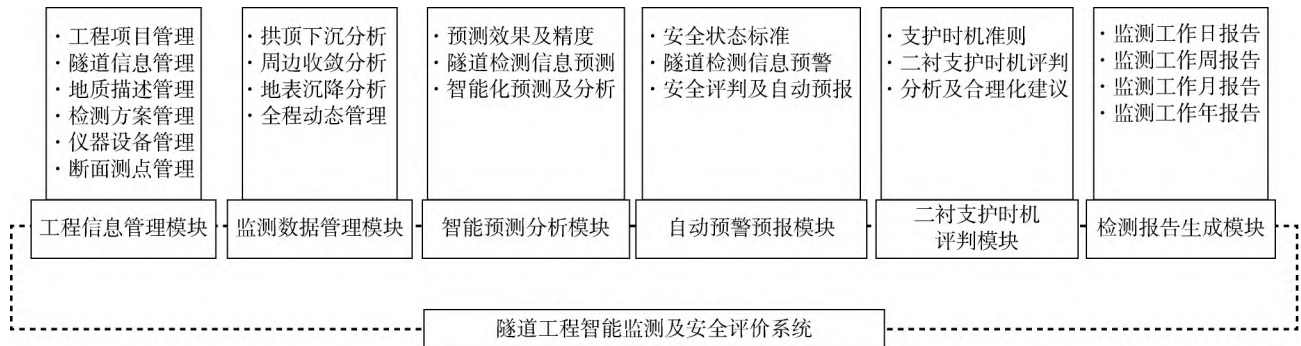 · 工程项目管理
· 隧道信息管理
· 地质描述管理
· 检测方案管理
· 仪器设备管理
· 断面测点管理
工程信息管理模块
· 拱顶下沉分析
· 周边收敛分析
· 地表沉降分析
· 全程动态管理
监测数据管理模块
· 预测效果及精度
· 隧道检测信息预测
· 智能化预测及分析
智能预测分析模块
· 安全状态标准
· 隧道检测信息预警
· 安全评判及自动预报
自动预警预报模块
· 支护时机准则
· 二衬支护时机评判
· 分析及合理化建议
二衬支护时机
评判模块
· 监测工作日报告
· 监测工作周报告
· 监测工作月报告
· 监测工作年报告
检测报告生成模块
隧道工程智能监测及安全评价系统